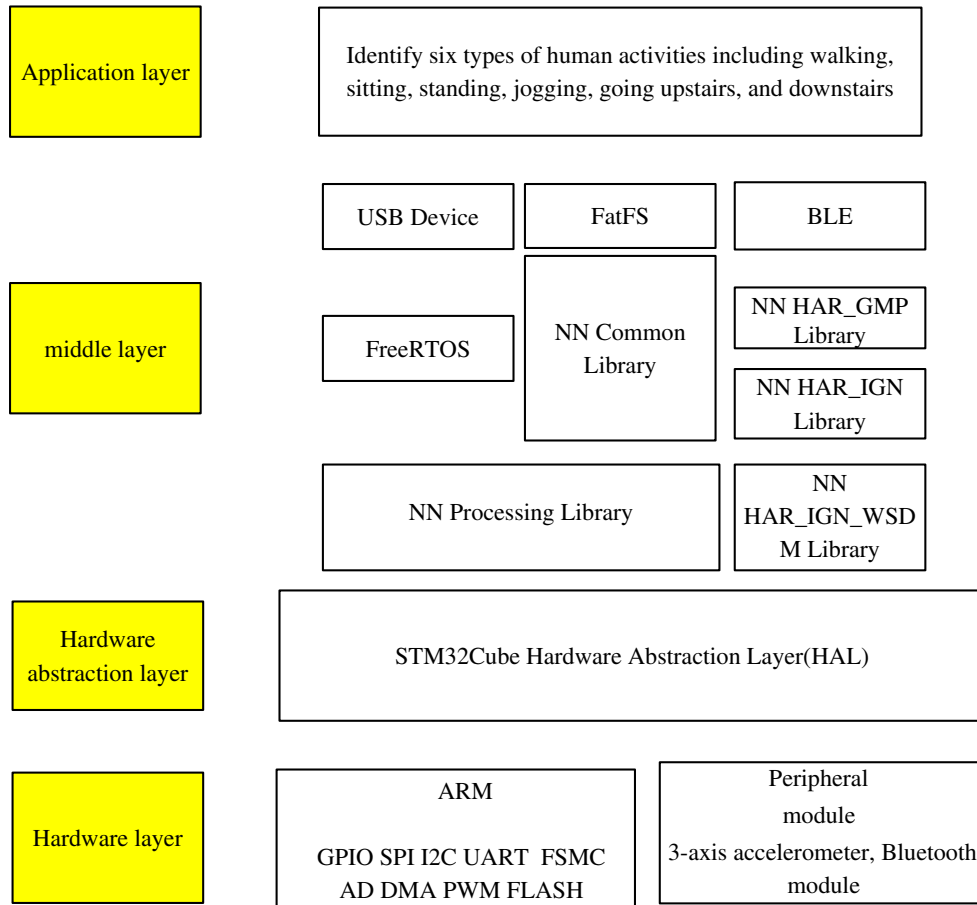 Application layer
Identify six types of human activities including walking,
sitting, standing, jogging, going upstairs, and downstairs
USB Device
FatFS
BLE
middle layer
FreeRTOS
NN Common
Library
NN HAR_GMP
Library
NN HAR_IGN
Library
NN Processing Library
NN
HAR_IGN_WSD
M Library
Hardware
abstraction layer
STM32Cube Hardware Abstraction Layer(HAL)
Hardware layer
ARM
GPIO SPI I2C UART FSMC
AD DMA PWM FLASH
Peripheral
module
3-axis accelerometer, Bluetooth
module